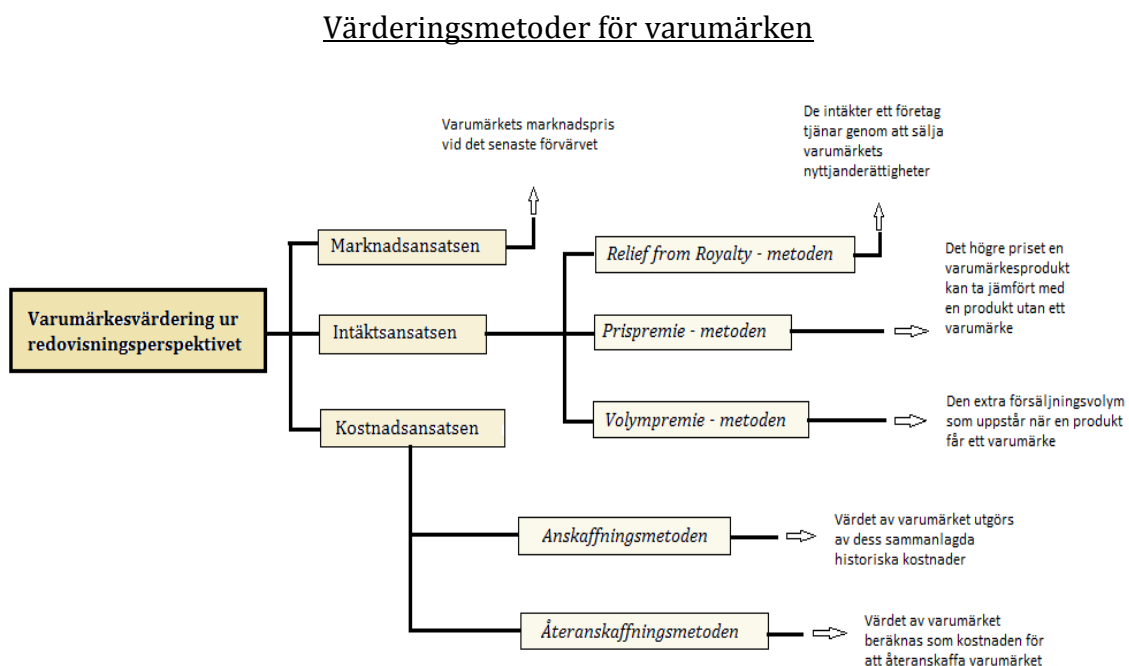 Värderingsmetoder för varumärken
Varumärkets marknadspris
vid det senaste förvärvet
De intäkter ett företag
tjänar genom att sälja
varumärkets
nyttjanderättigheter
Marknadsansatsen
Relief from Royalty - metoden
Det högre priset en
varumärkesprodukt
kan ta jämfört med
en produkt utan ett
varumärke
Varumärkesvärdering ur
redovisningsperspektivet
Intäktsansatsen
Prispremie - metoden
Kostnadsansatsen
Volympremie - metoden
Den extra försäljningsvolym
som uppstår när en produkt
får ett varumärke
Anskaffningsmetoden
Värdet av varumärket utgörs
av dess sammanlagda
historiska kostnader
Återanskaffningsmetoden
Värdet av varumärket
beräknas som kostnaden för
att återanskaffa varumärket